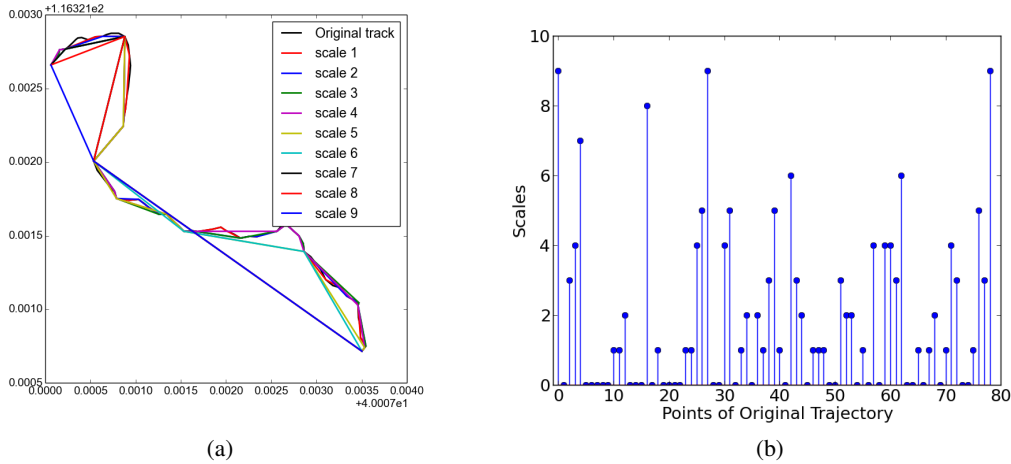 +1.16321e2
0.0030
0.0025
0.0020
0.0015
0.0010
0.0005
0.0000 0.0005 0.0010 0.0015 0.0020 0.0025 0.0030 0.0035 0.0040
+4.0007e1
Original track
scale 1
scale 2
scale 3
scale 4
scale 5
scale 6
scale 7
scale 8
scale 9
(a)
10
8
6
4
2
0
Scales
0 10 20 30 40 50 60 70 80
Points of Original Trajectory
(b)